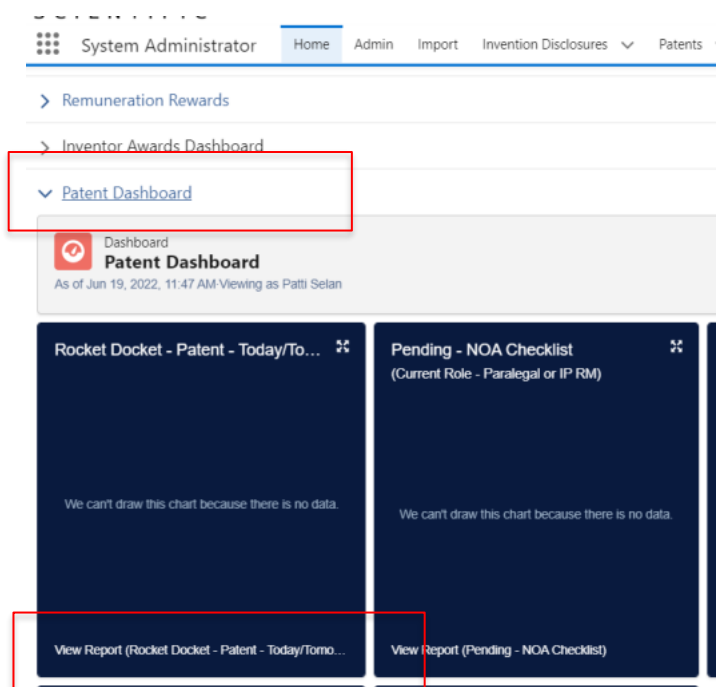 System Administrator Home Admin Import Invention Disclosures Patents
Remuneration Rewards
Inventor Awards Dashboard
Patent Dashboard
Dashboard
Patent Dashboard
As of Jun 19, 2022, 11:47 AM·Viewing as Patti Selan
Rocket Docket - Patent - Today/To...
Pending - NOA Checklist
(Current Role - Paralegal or IP RM)
We can't draw this chart because there is no data.
We can't draw this chart because there is no data.
View Report (Rocket Docket - Patent - Today/Tomo...
View Report (Pending - NOA Checklist)